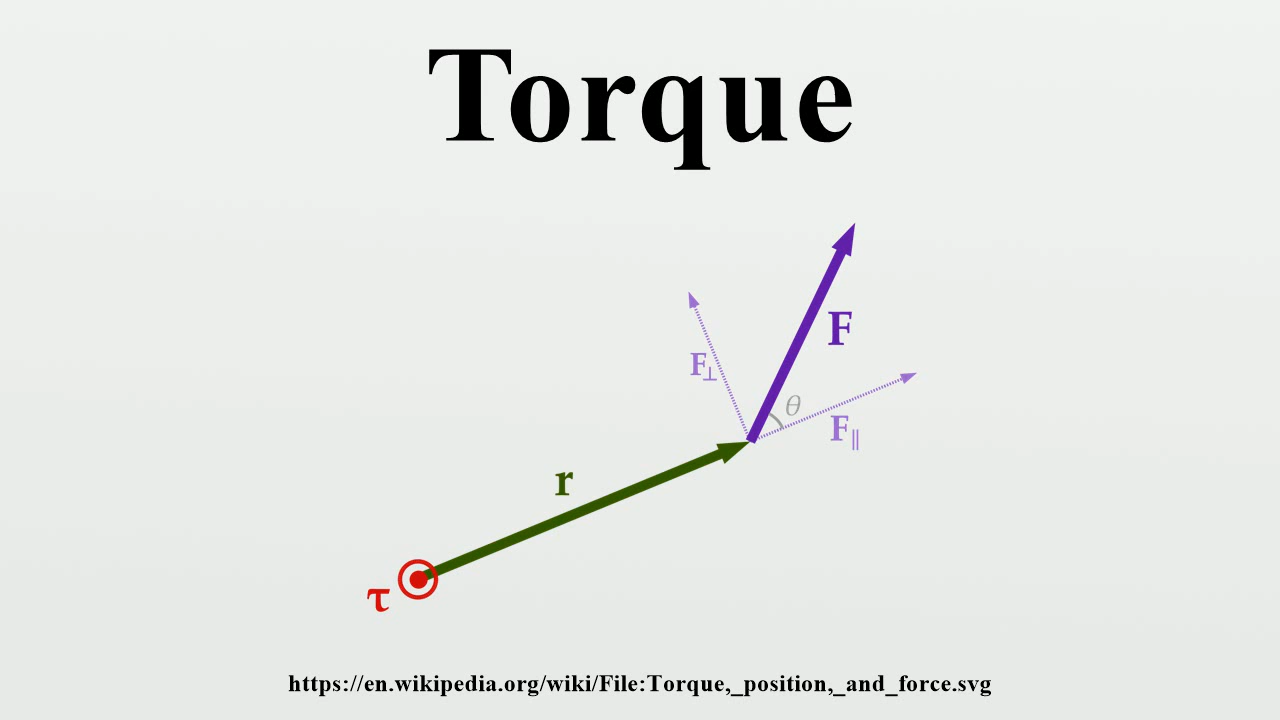 Torque
F
F⊥
θ
F∥
r
τ
https://en.wikipedia.org/wiki/File:Torque,_position,_and_force.svg